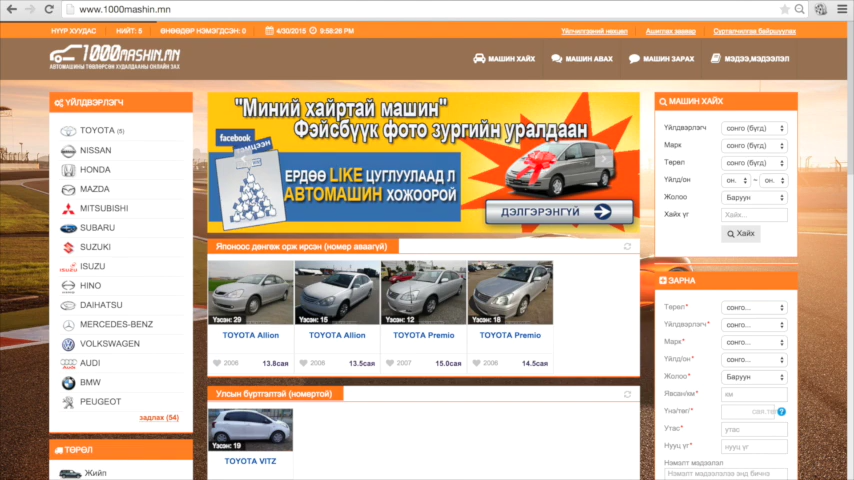 www.1000mashin.mn
НҮҮР ХУУДАС
НИЙТ: 5
ӨНӨӨДӨР НЭМЭГДСЭН: 0
4/30/2015
9:58:26 PM
Үйлчилгээний нөхцөл
Ашиглах заавар
Сурталчилгаа байршуулах
1000MASHIN.MN
АВТОМАШИНЫ ТӨВЛӨРСӨН ХУДАЛДААНЫ ОНЛАЙН ЗАХ
МАШИН ХАЙХ
МАШИН АВАХ
МАШИН ЗАРАХ
МЭДЭЭ,МЭДЭЭЛЭЛ
ҮЙЛДВЭРЛЭГЧ
TOYOTA (5)
NISSAN
HONDA
MAZDA
MITSUBISHI
SUBARU
SUZUKI
ISUZU
HINO
DAIHATSU
MERCEDES-BENZ
VOLKSWAGEN
AUDI
BMW
PEUGEOT
задлах (54)
ТӨРӨЛ
Жийп
"Миний хайртай машин"
Фэйсбүүк фото зургийн уралдаан
facebook
ТЭМЦЭЭН
ЕРДӨӨ LIKE ЦУГЛУУЛААД Л
АВТОМАШИН ХОЖООРОЙ
ДЭЛГЭРЭНГҮЙ
Японоос дөнгөж орж ирсэн (номер аваагүй)
Үзсэн: 29
Үзсэн: 15
Үзсэн: 12
Үзсэн: 18
TOYOTA Allion
TOYOTA Allion
TOYOTA Premio
TOYOTA Premio
2006 13.8сая
2008 13.5сая
2007 15.0сая
2006 14.5сая
Улсын бүртгэлтэй (номертой)
Үзсэн: 19
TOYOTA VITZ
МАШИН ХАЙХ
Үйлдвэрлэгч сонго (бүгд)
Марк сонго (бүгд)
Төрөл сонго (бүгд)
Үйлд/он он. ~ он.
Жолоо Баруун
Хайх үг Хайх...
Хайх
ЗАРНА
Төрөл* сонго...
Үйлдвэрлэгч* сонго...
Марк* сонго...
Үйлд/он* сонго...
Жолоо* Баруун
Явсан/км* км
Үнэ/төг/* сая.төг ?
Утас* утас
Нууц үг* нууц үг
Нэмэлт мэдээлэл
Нэмэлт мэдээлэлээ энд бичнэ